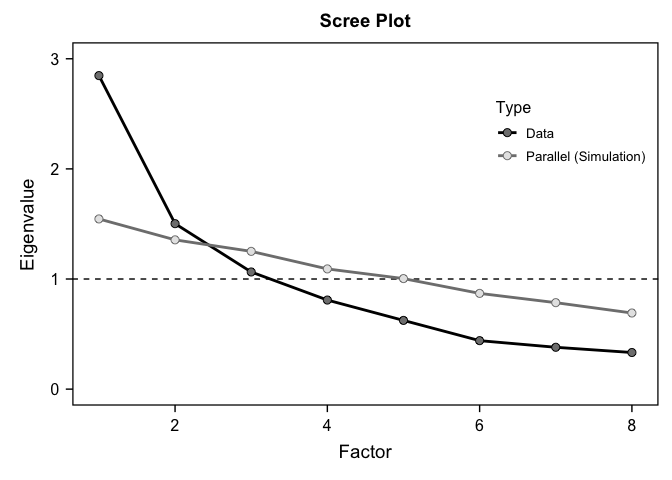 Scree Plot
3
2
1
0
Eigenvalue
Type
Data
Parallel (Simulation)
2 4 6 8
Factor